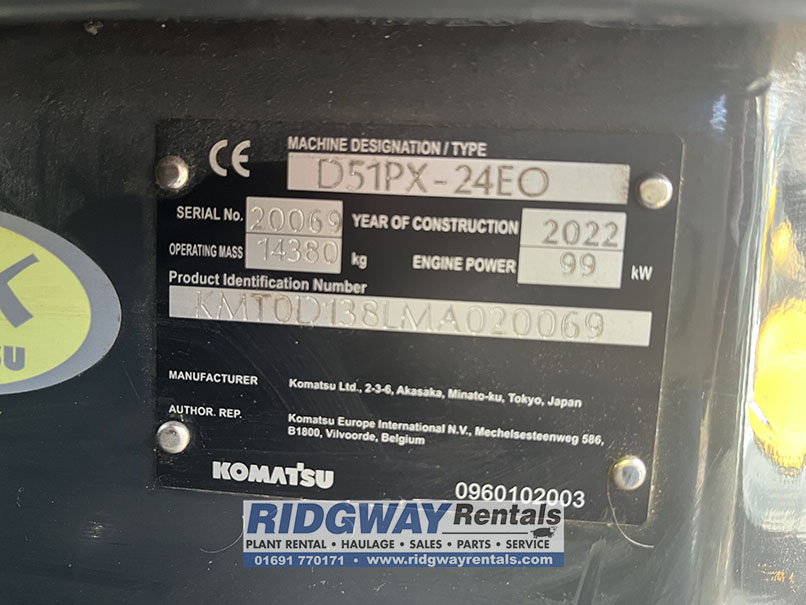 CE
MACHINE DESIGNATION / TYPE
D51PX-24EO
SERIAL No. 20069 YEAR OF CONSTRUCTION 2022
OPERATING MASS 14380 kg ENGINE POWER 99 kW
Product Identification Number
KMT0D138LMA020069
MANUFACTURER Komatsu Ltd., 2-3-6, Akasaka, Minato-ku, Tokyo, Japan
AUTHOR. REP. Komatsu Europe International N.V., Mechelsesteenweg 586,
B1800, Vilvoorde, Belgium
KOMATSU 0960102003
RIDGWAY Rentals
PLANT RENTAL • HAULAGE • SALES • PARTS • SERVICE
01691 770171 • www.ridgwayrentals.com